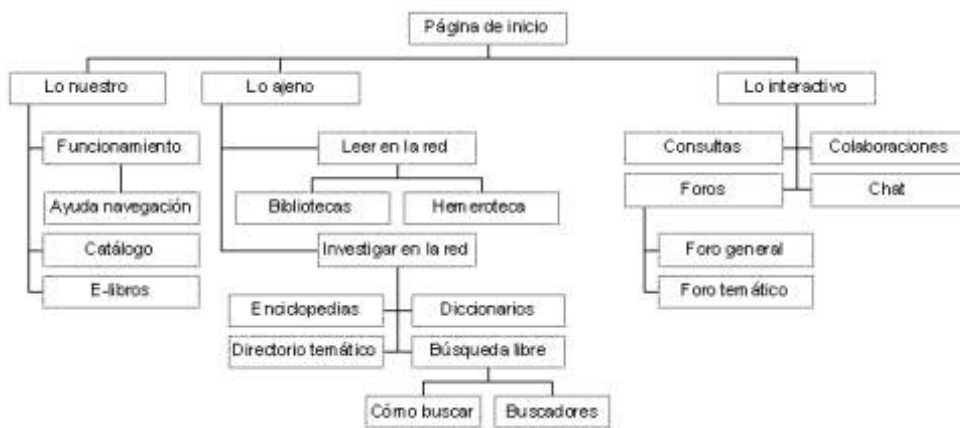 Página de inicio
Lo nuestro
Lo ajeno
Lo interactivo
Funcionamiento
Leer en la red
Consultas
Colaboraciones
Ayuda navegación
Bibliotecas
Hemeroteca
Foros
Chat
Catálogo
Investigar en la red
Foro general
E-libros
Foro temático
Enciclopedias
Diccionarios
Directorio temático
Búsqueda libre
Cómo buscar
Buscadores